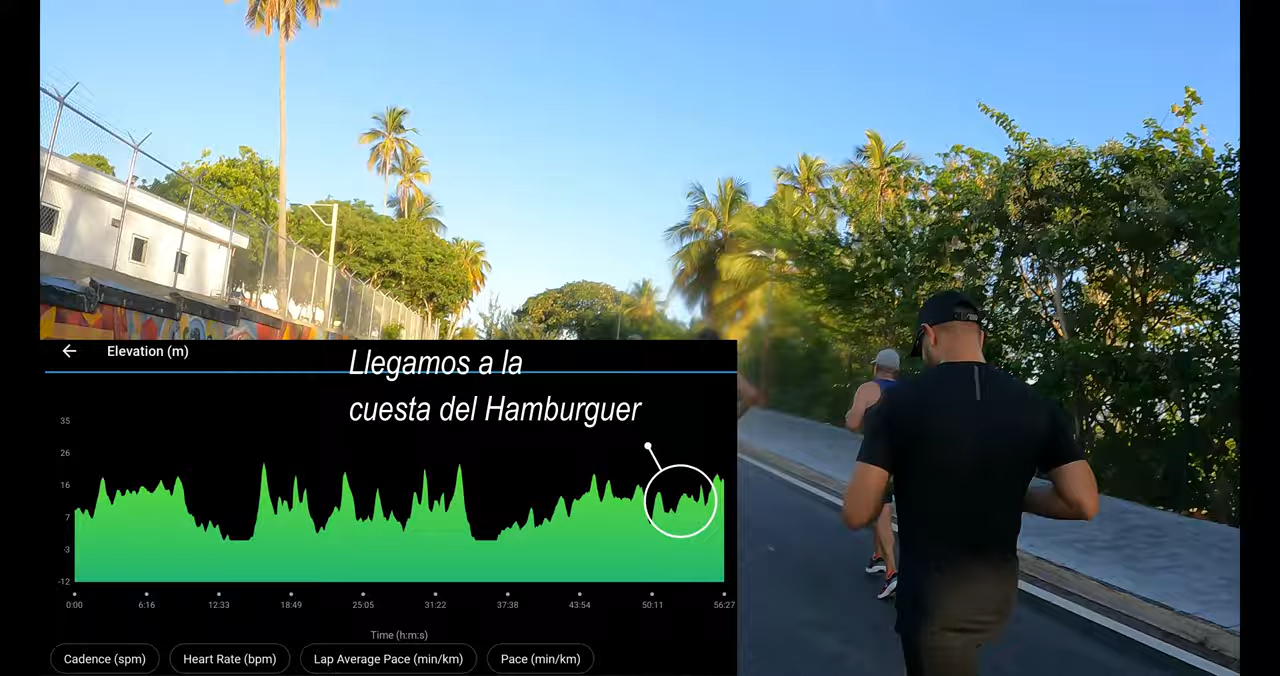 Elevation (m)
Llegamos a la
cuesta del Hamburguer
35
26
16
7
-3
-12
0:00 6:16 12:33 18:49 25:05 31:22 37:38 43:54 50:11 56:27
Time (h:m:s)
Cadence (spm) Heart Rate (bpm) Lap Average Pace (min/km) Pace (min/km)